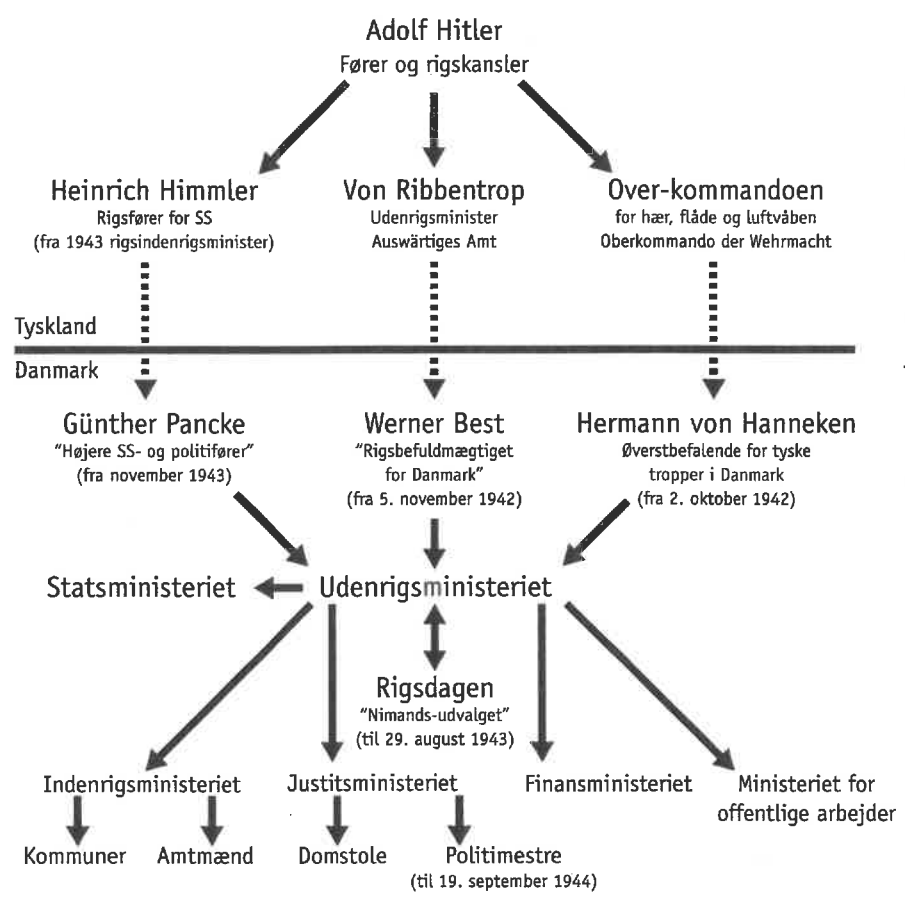 Adolf Hitler
Fører og rigskansler
Heinrich Himmler
Rigsfører for SS
(fra 1943 rigsindenrigsminister)
Von Ribbentrop
Udenrigsminister
Auswärtiges Amt
Over-kommandoen
for hær, flåde og luftvåben
Oberkommando der Wehrmacht
Tyskland
Danmark
Günther Pancke
"Højere SS- og politifører"
(fra november 1943)
Werner Best
"Rigsbefuldmægtiget
for Danmark"
(fra 5. november 1942)
Hermann von Hanneken
Øverstbefalende for tyske
tropper i Danmark
(fra 2. oktober 1942)
Statsministeriet
Udenrigsministeriet
Rigsdagen
"Nimands-udvalget"
(til 29. august 1943)
Indenrigsministeriet
Justitsministeriet
Finansministeriet
Ministeriet for
offentlige arbejder
Kommuner
Amtmænd
Domstole
Politimestre
(til 19. september 1944)